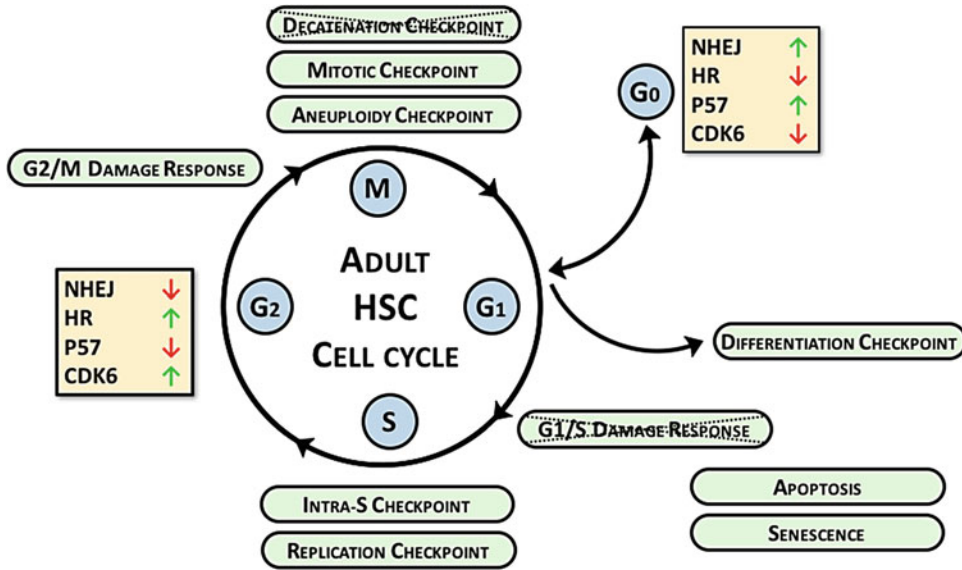 DECATENATION CHECKPOINT
MITOTIC CHECKPOINT
ANEUPLOIDY CHECKPOINT
G0
NHEJ ↑
HR ↓
P57 ↑
CDK6 ↓
G2/M DAMAGE RESPONSE
M
ADULT
HSC
CELL CYCLE
G2
G1
S
NHEJ ↓
HR ↑
P57 ↓
CDK6 ↑
DIFFERENTIATION CHECKPOINT
G1/S DAMAGE RESPONSE
INTRA-S CHECKPOINT
REPLICATION CHECKPOINT
APOPTOSIS
SENESCENCE